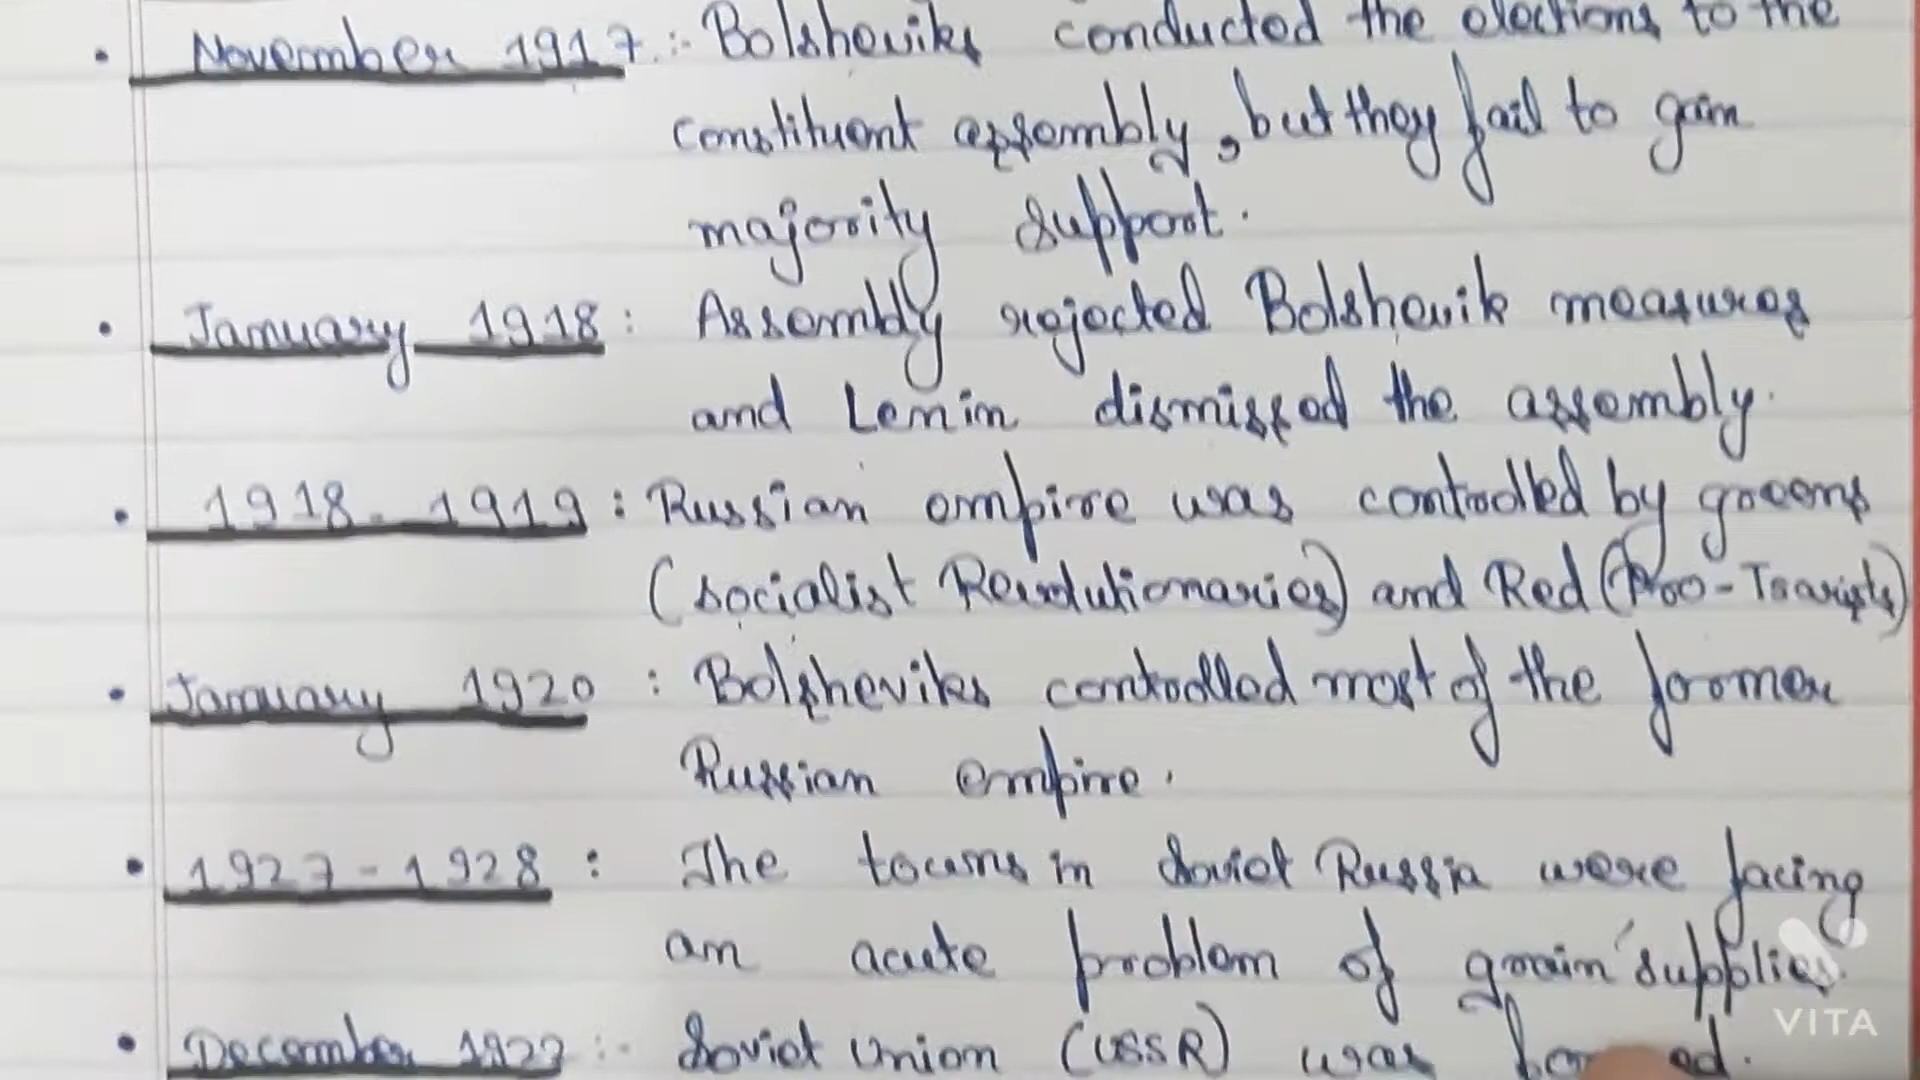 • November 1917 :- Bolsheviks conducted the elections to the
constituent assembly, but they fail to gain
majority support.
• January 1918 : Assembly rejected Bolshevik measures
and Lenin dismissed the assembly.
• 1918 - 1919 : Russian empire was controlled by greens
(Socialist Revolutionaries) and Red (Pro-Tsarists)
• January 1920 : Bolsheviks controlled most of the former
Russian empire.
• 1927 - 1928 : The towns in Soviet Russia were facing
an acute problem of grain supplies.
• December 1922 :- Soviet Union (USSR) was
VITA